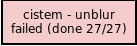 cistem - unblur
failed (done 27/27)